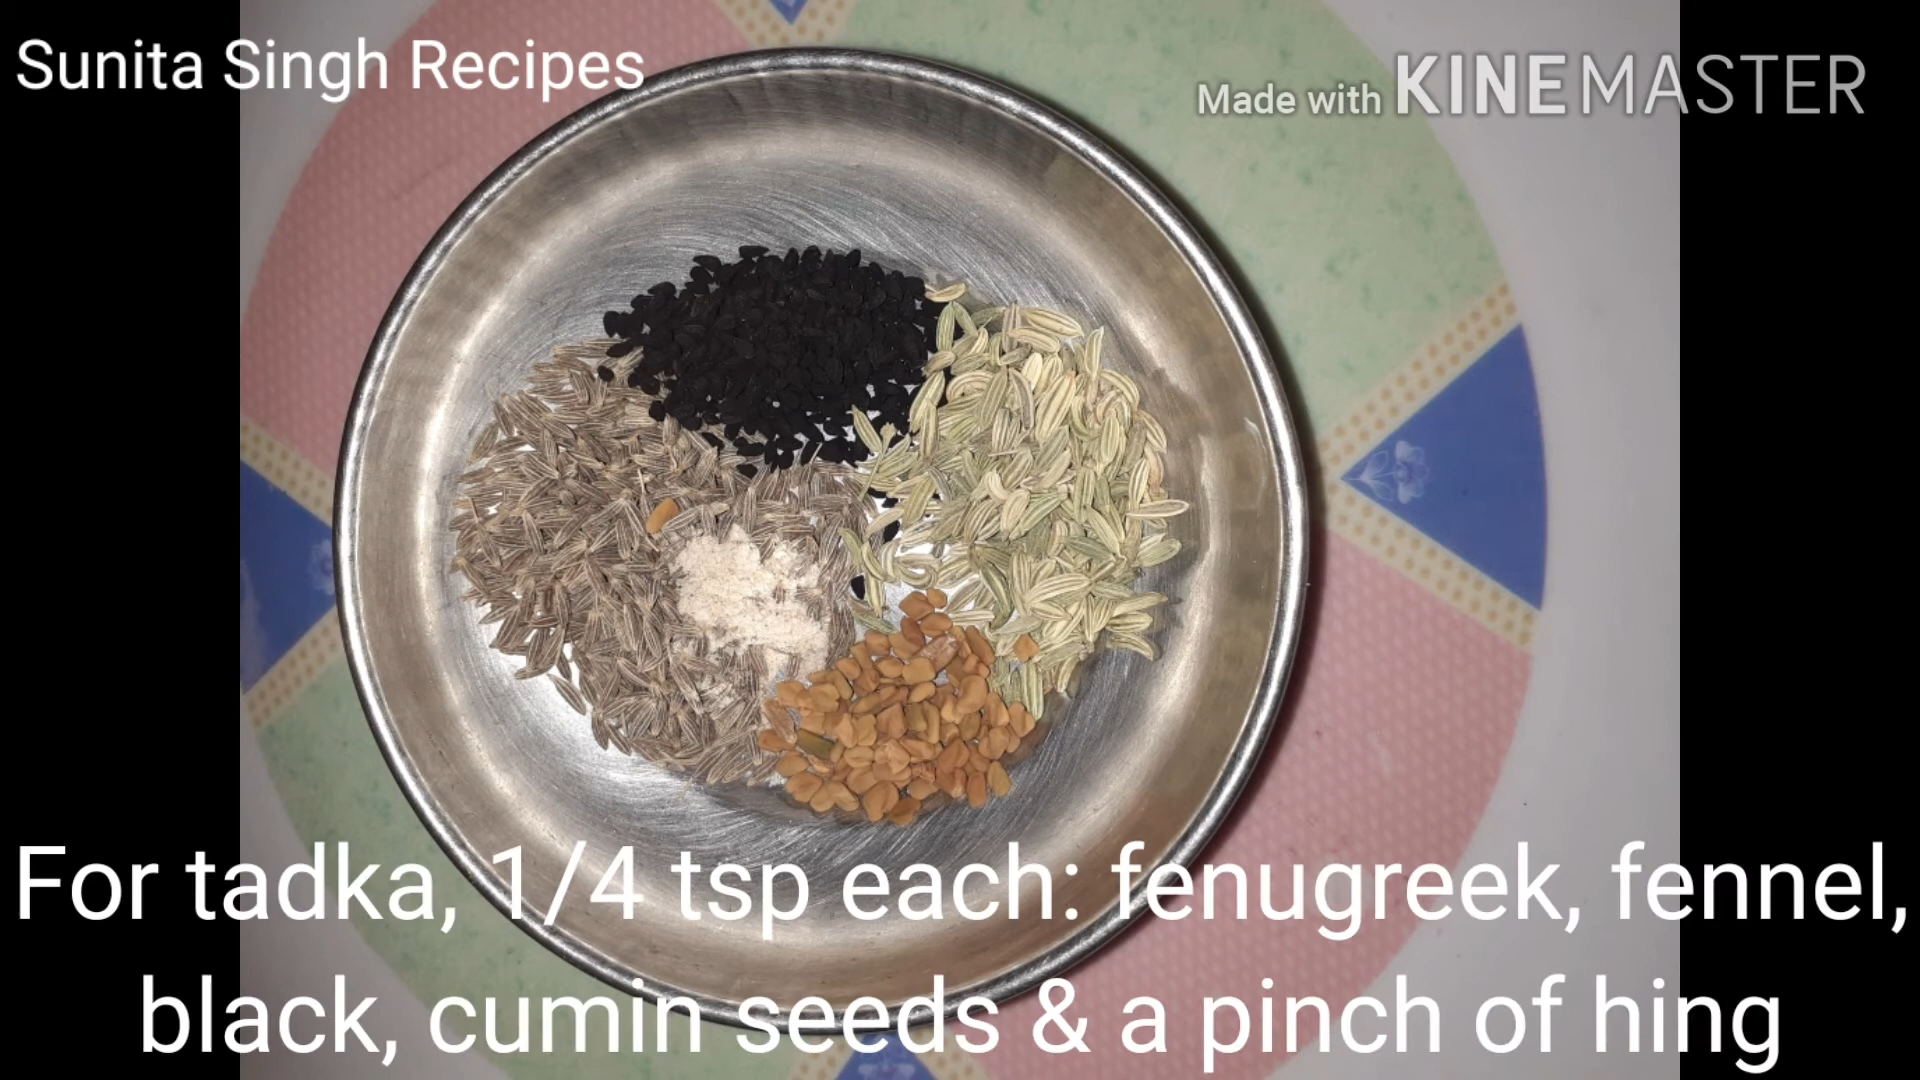 Sunita Singh Recipes
Made with KINEMASTER
For tadka, 1/4 tsp each: fenugreek, fennel,
black, cumin seeds & a pinch of hing